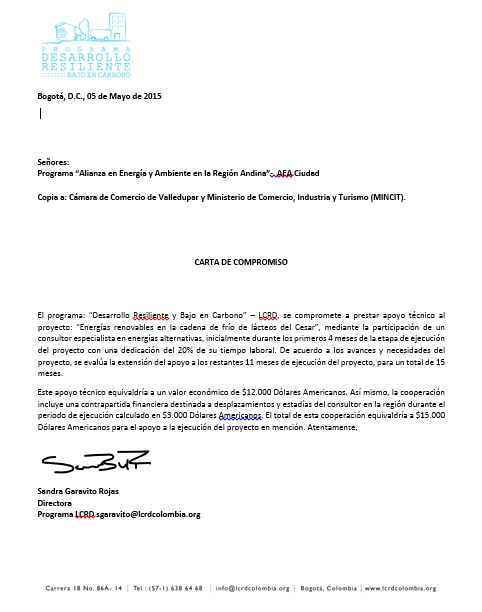 PROGRAMA
DESARROLLO
RESILIENTE
BAJO EN CARBONO
Bogotá, D.C., 05 de Mayo de 2015
Señores:
Programa “Alianza en Energía y Ambiente en la Región Andina”- AEA Ciudad
Copia a: Cámara de Comercio de Valledupar y Ministerio de Comercio, Industria y Turismo (MINCIT).
CARTA DE COMPROMISO
El programa: “Desarrollo Resiliente y Bajo en Carbono” – LCRD, se compromete a prestar apoyo técnico al
proyecto: “Energías renovables en la cadena de frío de lácteos del Cesar”, mediante la participación de un
consultor especialista en energías alternativas, inicialmente durante los primeros 4 meses de la etapa de ejecución
del proyecto con una dedicación del 20% de su tiempo laboral. De acuerdo a los avances y necesidades del
proyecto, se evalúa la extensión del apoyo a los restantes 11 meses de ejecución del proyecto, para un total de 15
meses.
Este apoyo técnico equivaldría a un valor económico de $12.000 Dólares Americanos. Así mismo, la cooperación
incluye una contrapartida financiera destinada a desplazamientos y estadías del consultor en la región durante el
periodo de ejecución calculado en $3.000 Dólares Americanos. El total de esta cooperación equivaldría a $15.000
Dólares Americanos para el apoyo a la ejecución del proyecto en mención. Atentamente,
Sandra Garavito Rojas
Directora
Programa LCRD sgaravito@lcrdcolombia.org
Carrera 18 No. 86A- 14 | Tel : (57-1) 638 64 68 | info@lcrdcolombia.org | Bogotá, Colombia | www.lcrdcolombia.org